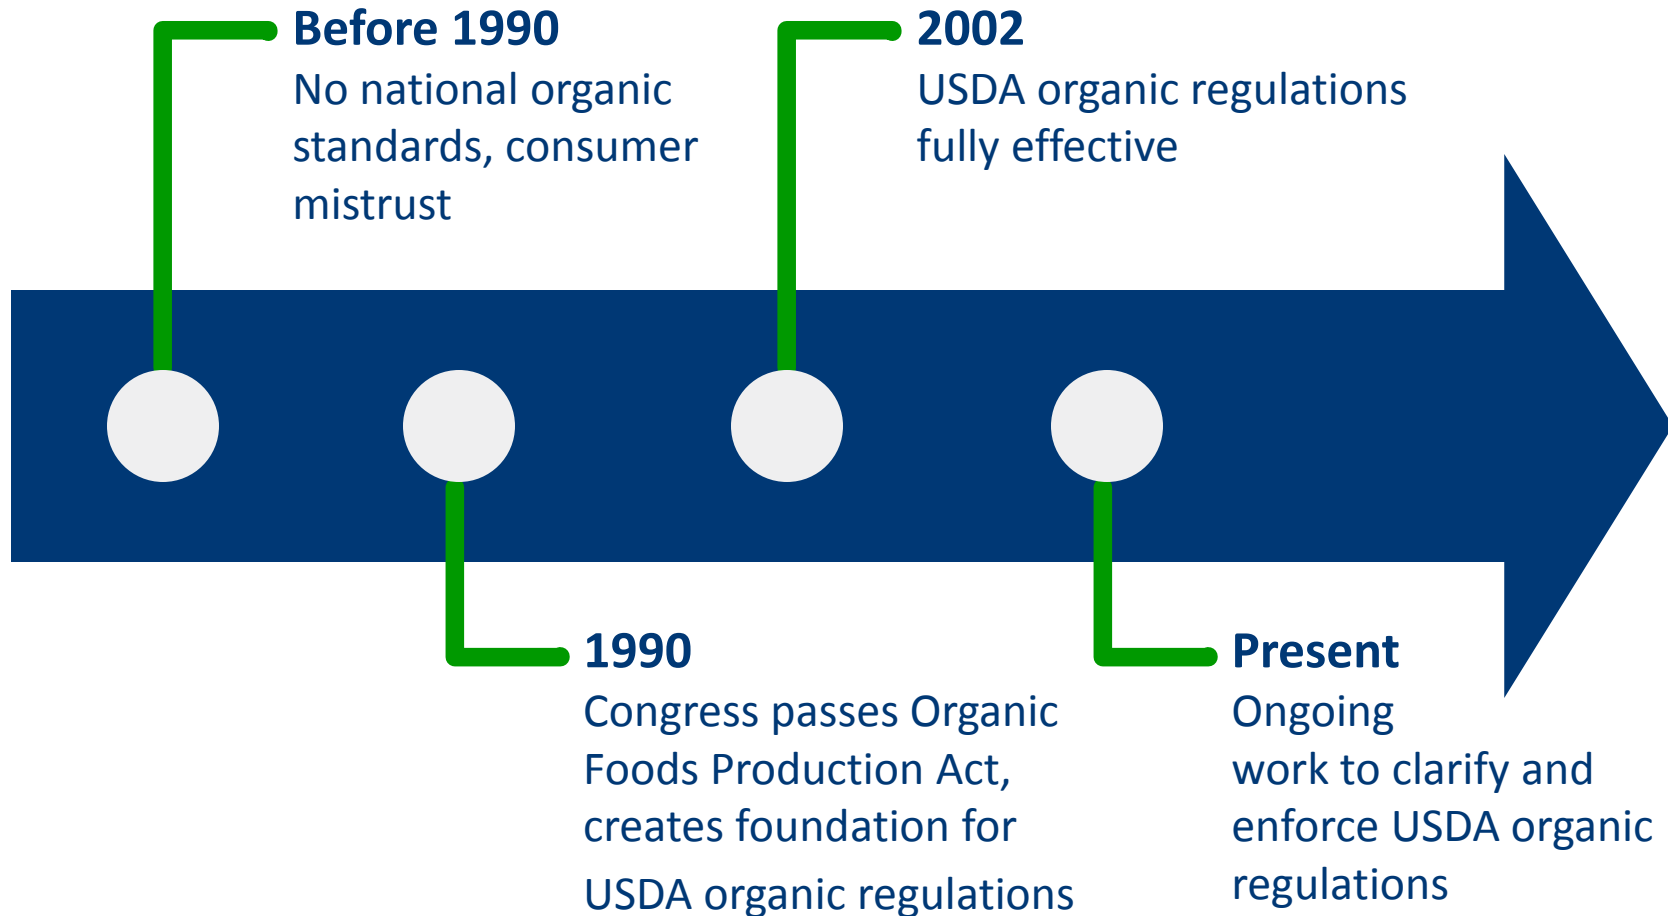 Before 1990
No national organic
standards, consumer
mistrust
2002
USDA organic regulations
fully effective
1990
Congress passes Organic
Foods Production Act,
creates foundation for
USDA organic regulations
Present
Ongoing
work to clarify and
enforce USDA organic
regulations